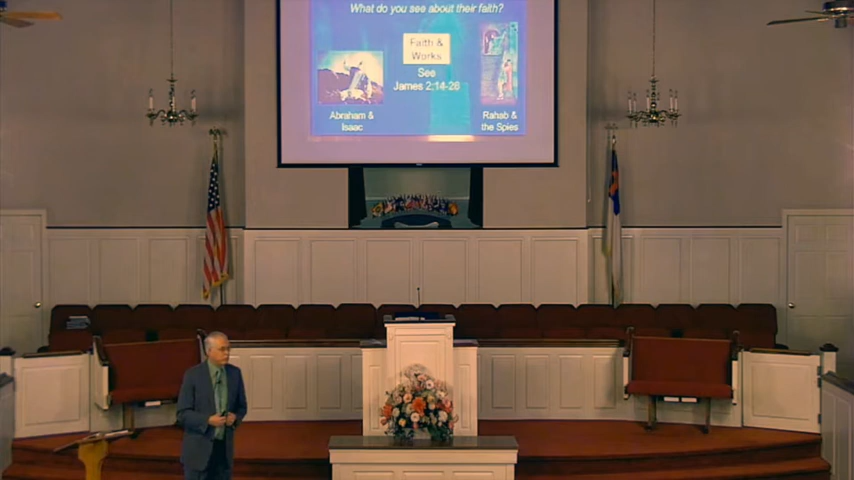 What do you see about their faith?
Faith &
Works
See
James 2:14-26
Abraham &
Isaac
Rahab &
the Spies